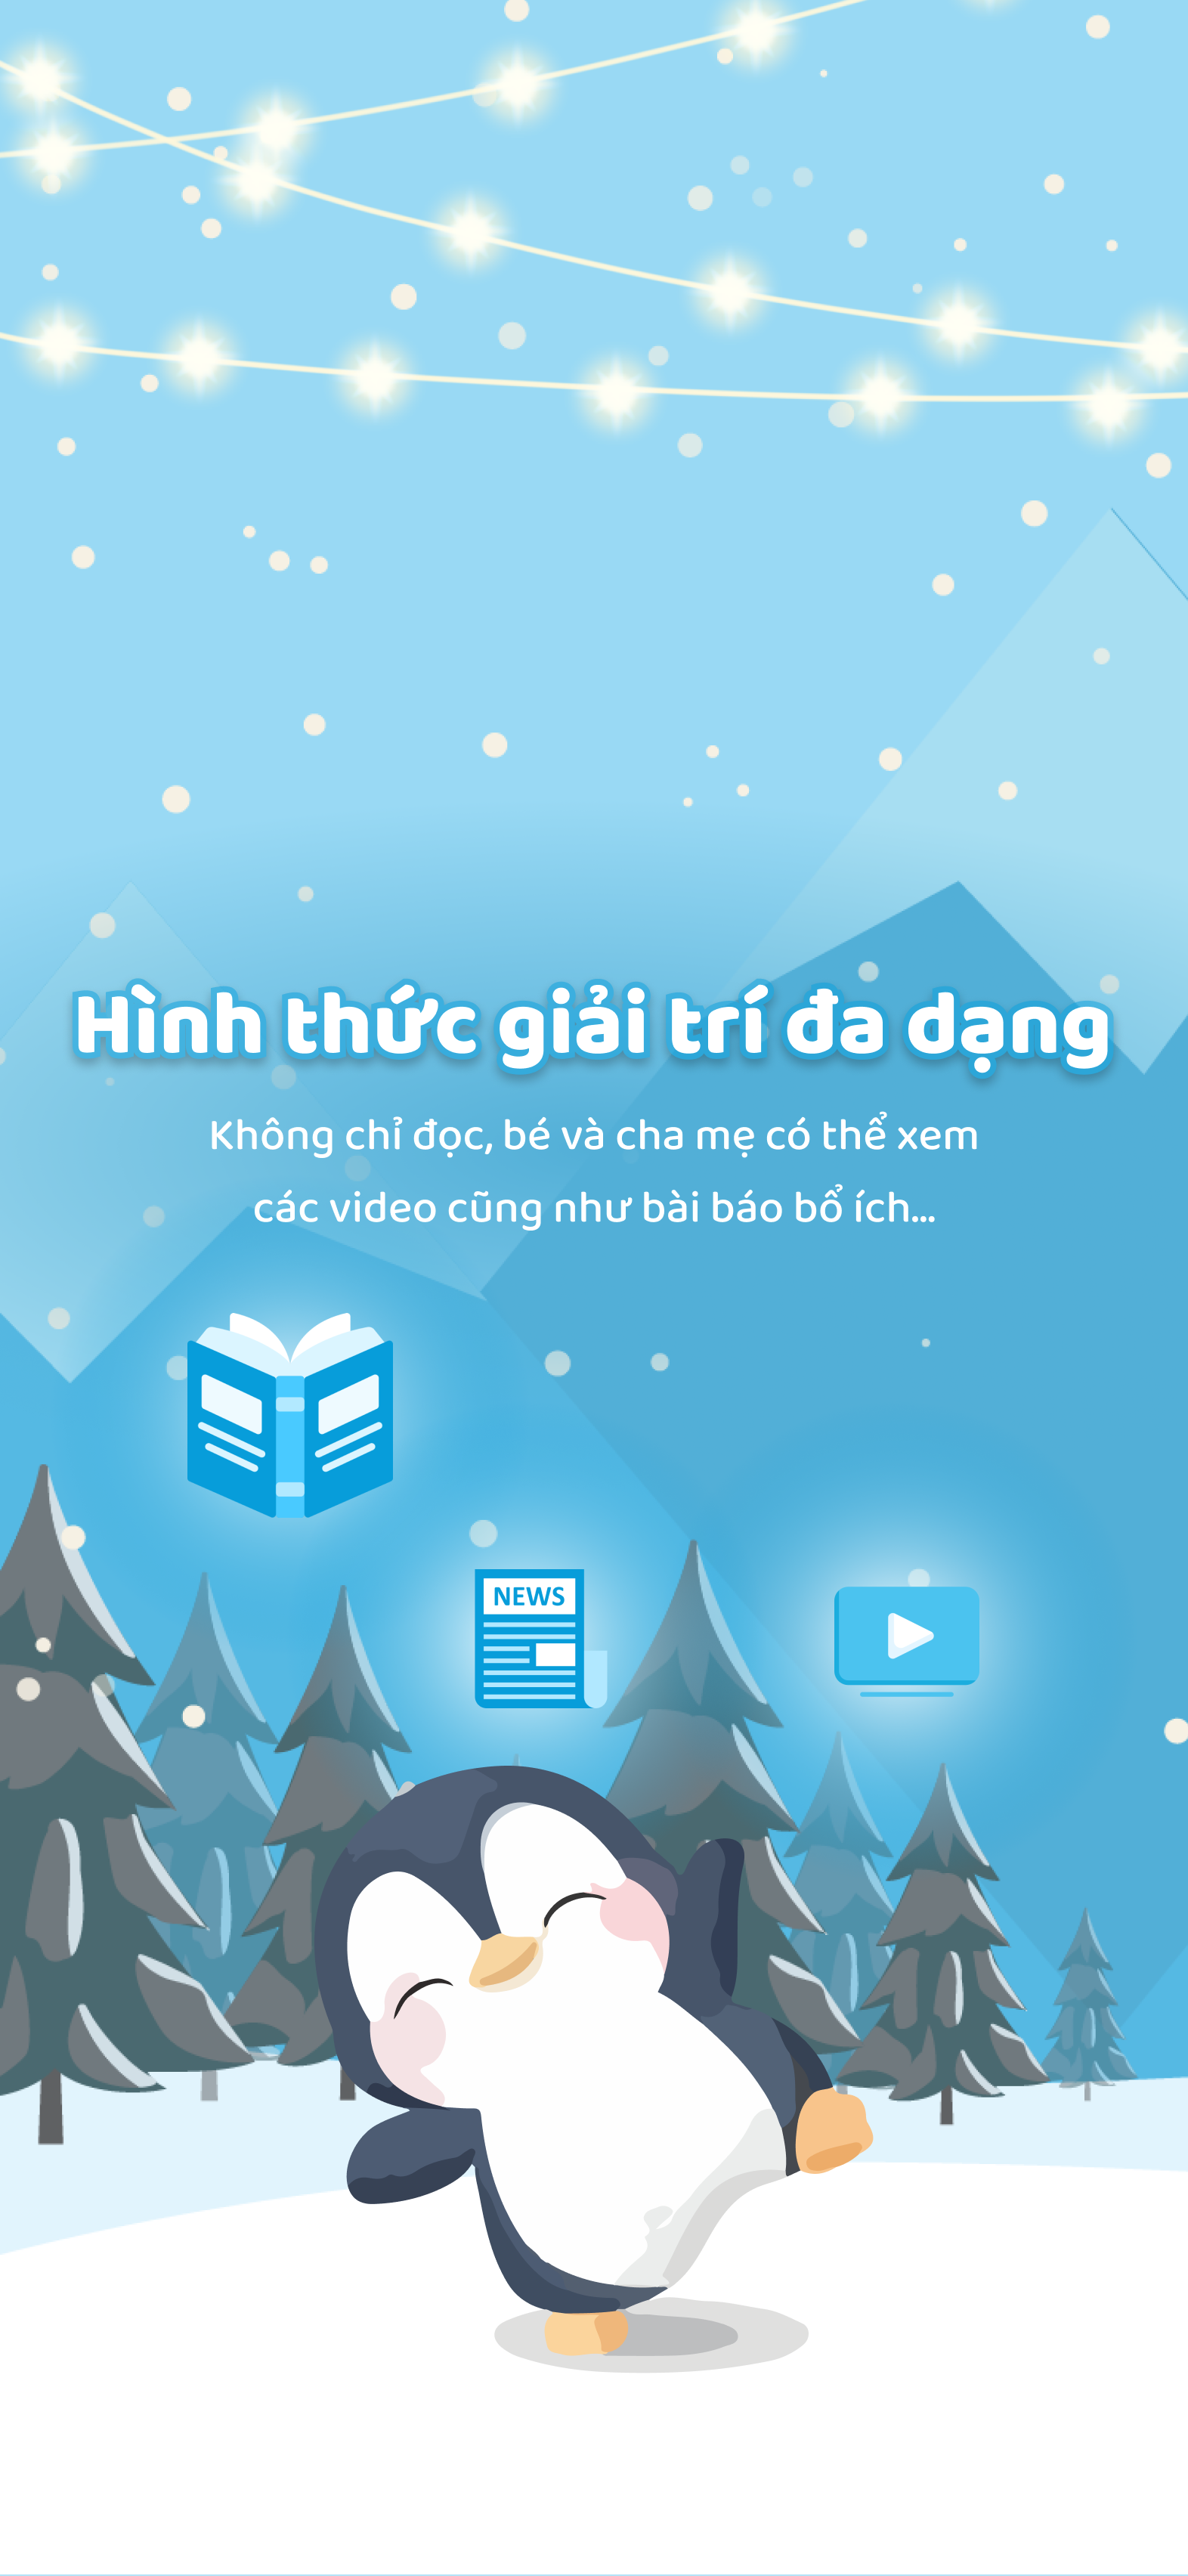 Hình thức giải trí đa dạng
Không chỉ đọc, bé và cha mẹ có thể xem
các video cũng như bài báo bổ ích...
NEWS